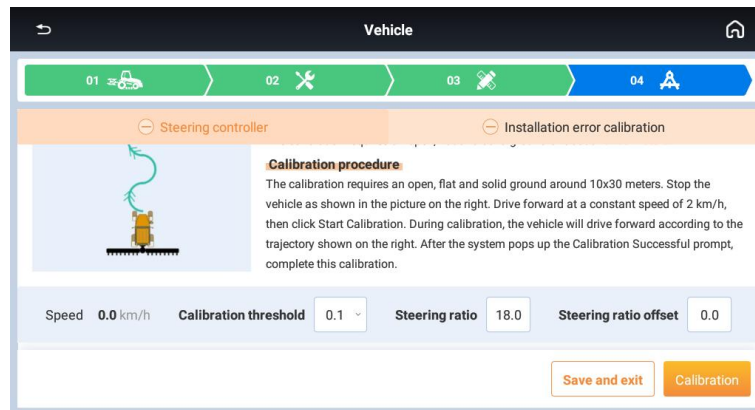 Vehicle
01
02
03
04
Steering controller
Installation error calibration
Calibration procedure
The calibration requires an open, flat and solid ground around 10x30 meters. Stop the
vehicle as shown in the picture on the right. Drive forward at a constant speed of 2 km/h,
then click Start Calibration. During calibration, the vehicle will drive forward according to the
trajectory shown on the right. After the system pops up the Calibration Successful prompt,
complete this calibration.
Speed 0.0 km/h Calibration threshold 0.1 Steering ratio 18.0 Steering ratio offset 0.0
Save and exit Calibration